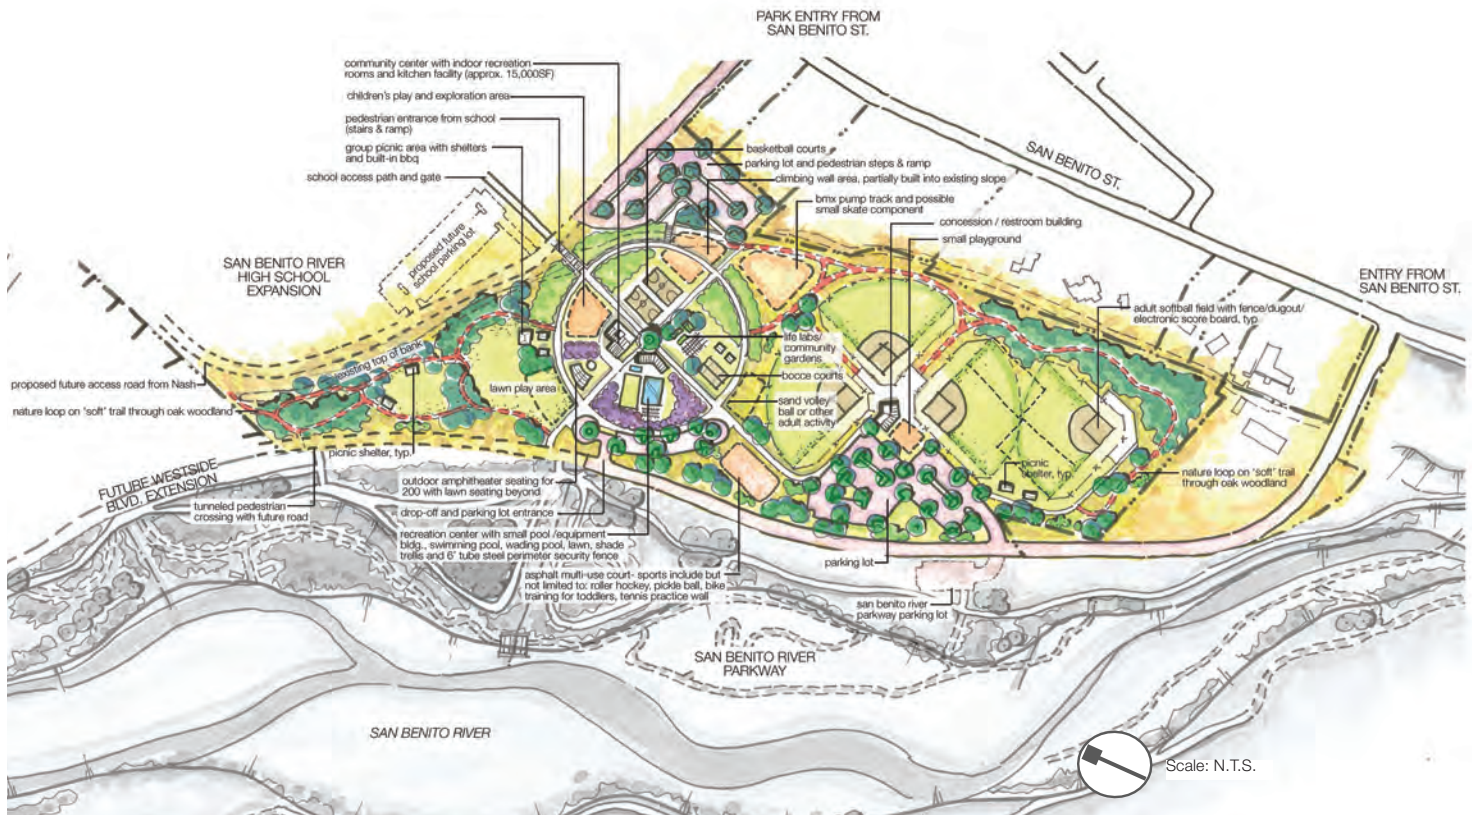 PARK ENTRY FROM
SAN BENITO ST.
community center with indoor recreation
rooms and kitchen facility (approx. 15,000SF)
children's play and exploration area
pedestrian entrance from school
(stairs & ramp)
group picnic area with shelters
and built-in bbq
school access path and gate
basketball courts
parking lot and pedestrian steps & ramp
climbing wall area, partially built into existing slope
bmx pump track and possible
small skate component
concession / restroom building
small playground
SAN BENITO ST.
proposed future
school parking lot
SAN BENITO RIVER
HIGH SCHOOL
EXPANSION
ENTRY FROM
SAN BENITO ST.
adult softball field with fence/dugout/
electronic score board, typ.
life labs/
community
gardens
existing top of bank
bocce courts
proposed future access road from Nash
lawn play area
sand volley
ball or other
adult activity
nature loop on 'soft' trail through oak woodland
picnic shelter, typ.
picnic
shelter, typ.
nature loop on 'soft' trail
through oak woodland
FUTURE WESTSIDE
BLVD. EXTENSION
outdoor amphitheater seating for
200 with lawn seating beyond
tunneled pedestrian
crossing with future road
drop-off and parking lot entrance
recreation center with small pool /equipment
bldg., swimming pool, wading pool, lawn, shade
trellis and 6' tube steel perimeter security fence
parking lot
asphalt multi-use court- sports include but
not limited to: roller hockey, pickle ball, bike
training for toddlers, tennis practice wall
san benito river
parkway parking lot
SAN BENITO RIVER
PARKWAY
SAN BENITO RIVER
Scale: N.T.S.